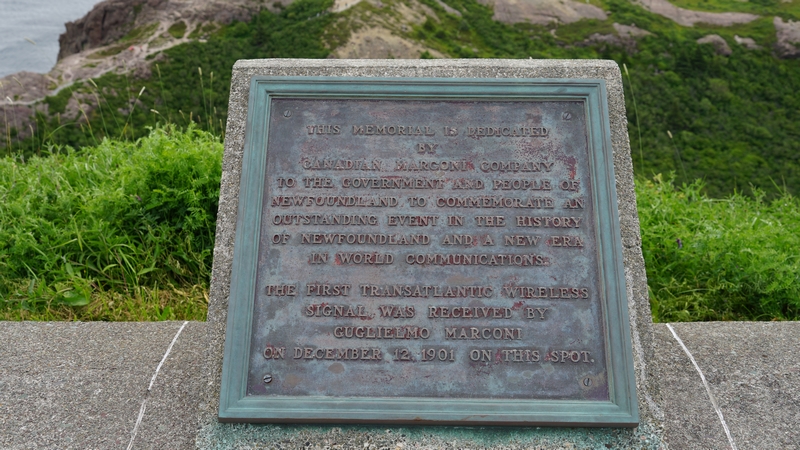 THIS MEMORIAL IS DEDICATED
BY
CANADIAN MARCONI COMPANY
TO THE GOVERNMENT AND PEOPLE OF
NEWFOUNDLAND TO COMMEMORATE AN
OUTSTANDING EVENT IN THE HISTORY
OF NEWFOUNDLAND AND A NEW ERA
IN WORLD COMMUNICATIONS.
THE FIRST TRANSATLANTIC WIRELESS
SIGNAL WAS RECEIVED BY
GUGLIELMO MARCONI
ON DECEMBER 12, 1901 ON THIS SPOT.